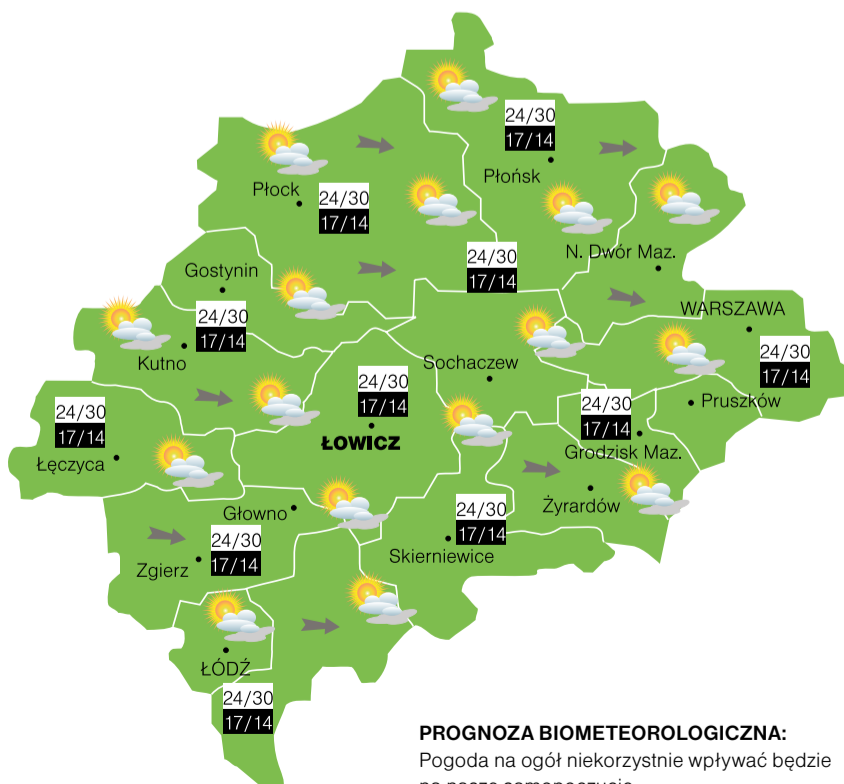 24/30
17/14
Płońsk
Płock
24/30
17/14
N. Dwór Maz.
24/30
17/14
Gostynin
WARSZAWA
24/30
17/14
Kutno
Sochaczew
24/30
17/14
24/30
17/14
ŁOWICZ
Pruszków
24/30
17/14
24/30
17/14
Grodzisk Maz.
Łęczyca
Żyrardów
Głowno
24/30
17/14
Skierniewice
24/30
17/14
Zgierz
ŁÓDŹ
24/30
17/14
PROGNOZA BIOMETEOROLOGICZNA:
Pogoda na ogół niekorzystnie wpływać będzie
na nasze samopoczucie